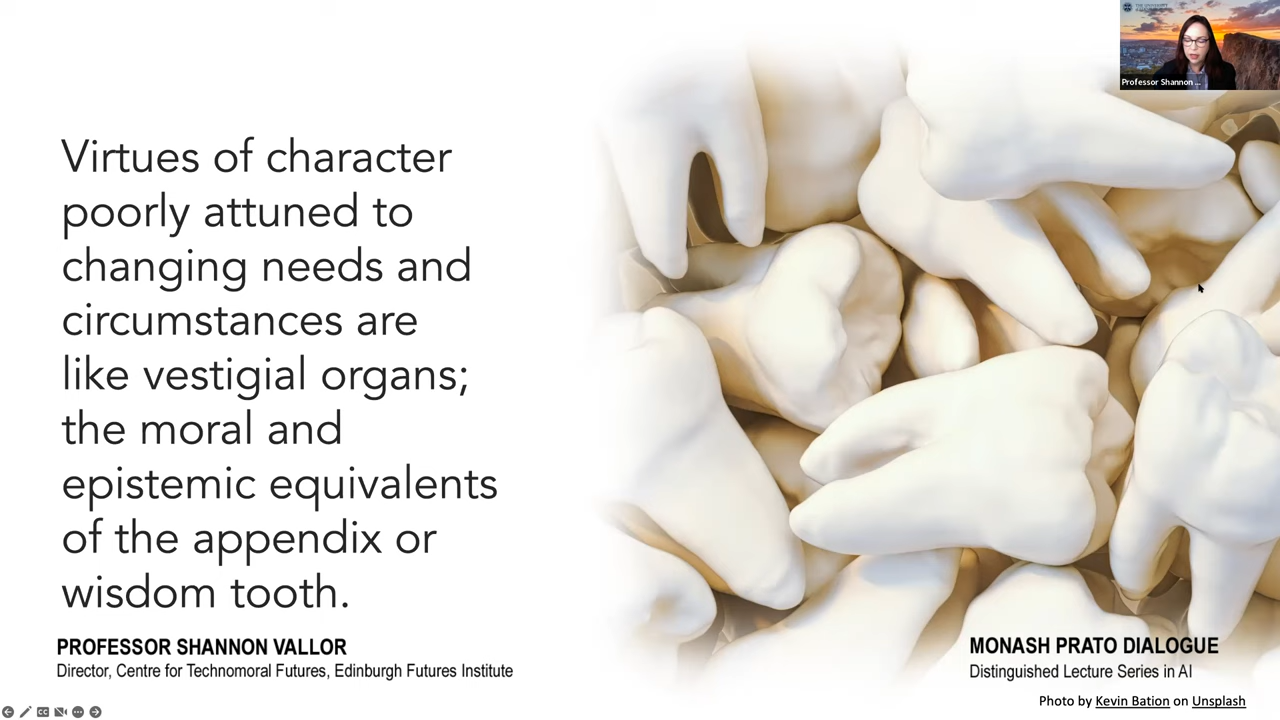 Professor Shannon ...
Virtues of character
poorly attuned to
changing needs and
circumstances are
like vestigial organs;
the moral and
epistemic equivalents
of the appendix or
wisdom tooth.
PROFESSOR SHANNON VALLOR
Director, Centre for Technomoral Futures, Edinburgh Futures Institute
MONASH PRATO DIALOGUE
Distinguished Lecture Series in AI
Photo by Kevin Bation on Unsplash